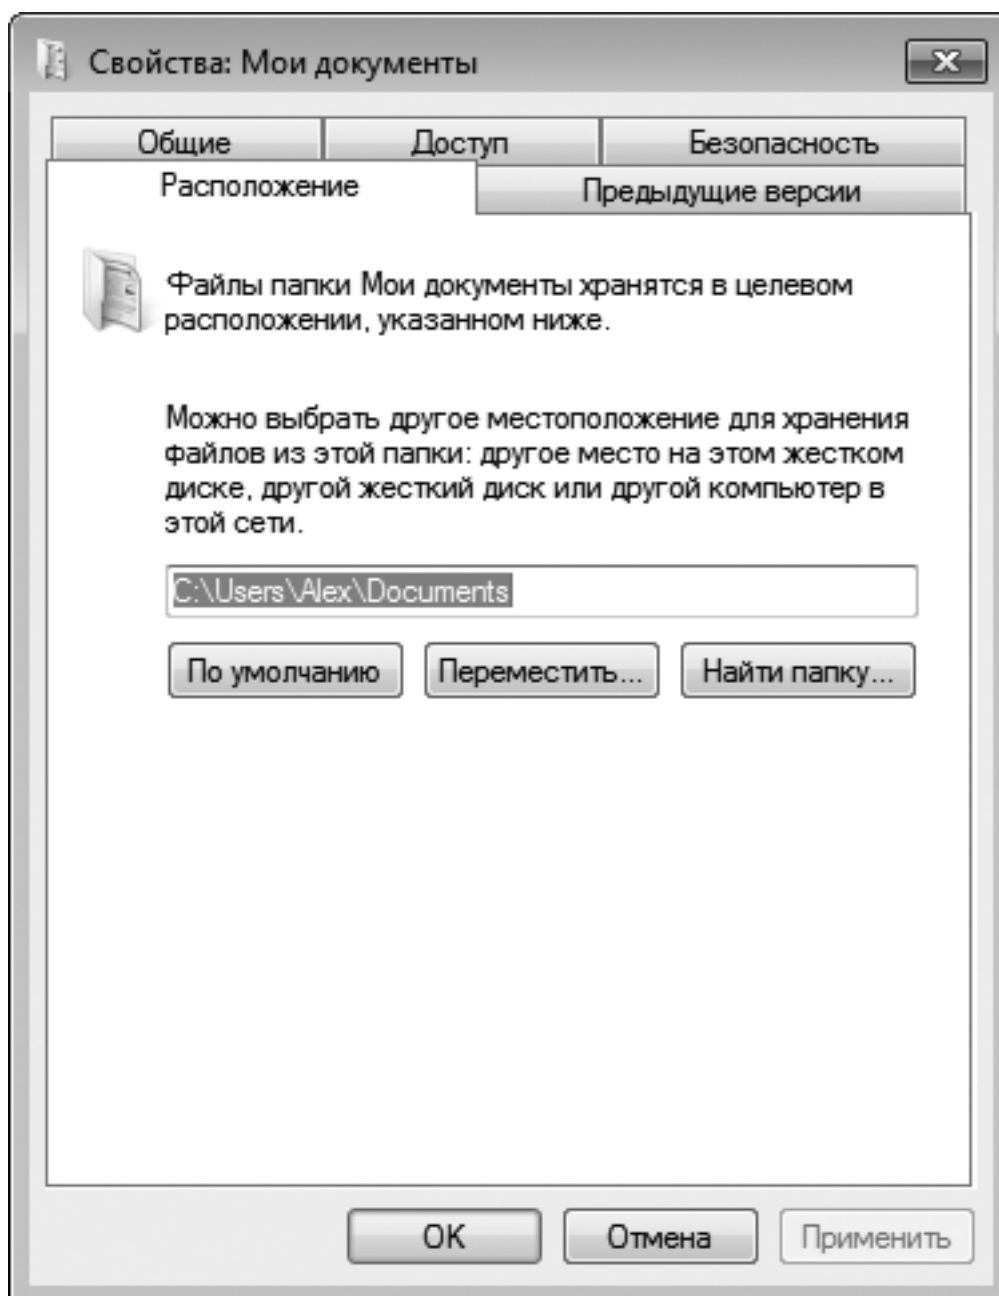 Свойства: Мои документы
Общие
Доступ
Безопасность
Расположение
Предыдущие версии
Файлы папки Мои документы хранятся в целевом
расположении, указанном ниже.
Можно выбрать другое местоположение для хранения
файлов из этой папки: другое место на этом жестком
диске, другой жесткий диск или другой компьютер в
этой сети.
C:\Users\Alex\Documents
По умолчанию
Переместить...
Найти папку...
OK
Отмена
Применить